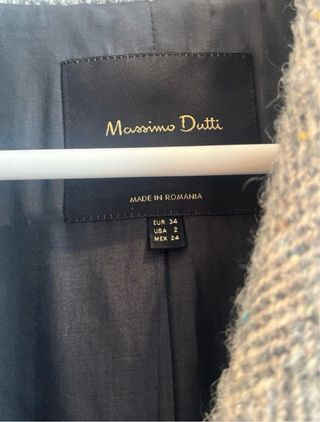 Massimo Dutti
MADE IN ROMANIA
EUR 34
USA 2
MEX 24